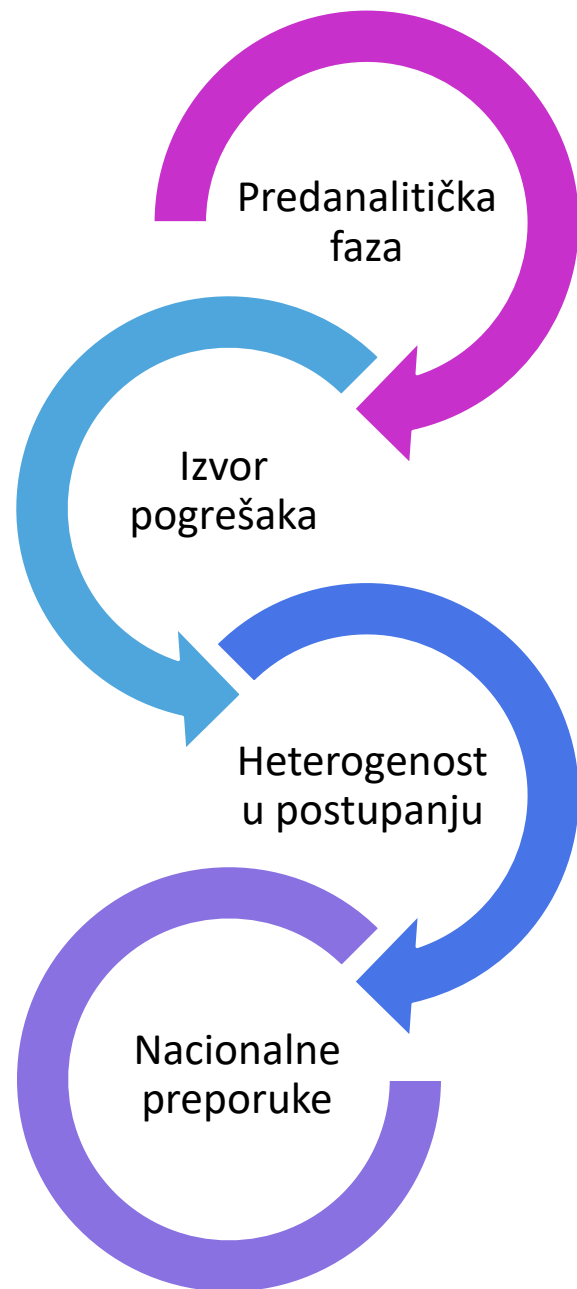 Predanalitička
faza
Izvor
pogrešaka
Heterogenost
u postupanju
Nacionalne
preporuke